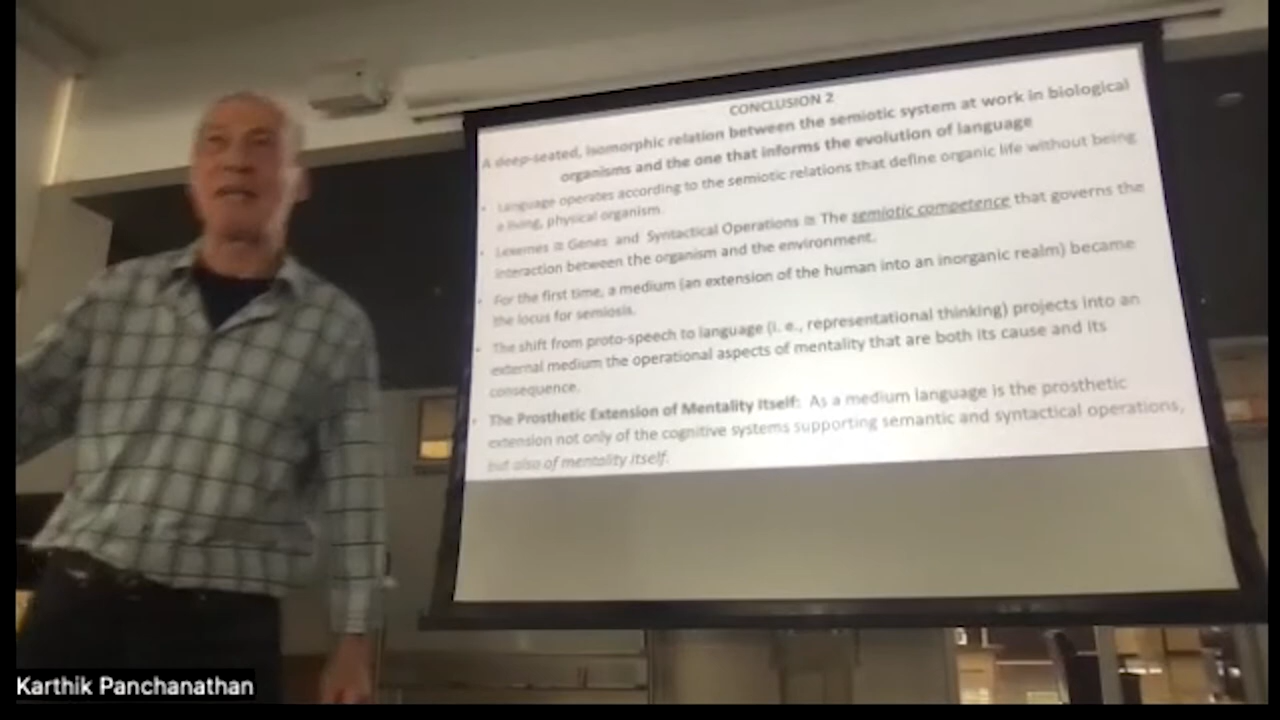 CONCLUSION 2
A deep-seated, isomorphic relation between the semiotic system at work in biological
organisms and the one that informs the evolution of language
• Language operates according to the semiotic relations that define organic life without being
a living, physical organism.
• Lexemes ≅ Genes and Syntactical Operations ≅ The semiotic competence that governs the
interaction between the organism and the environment.
• For the first time, a medium (an extension of the human into an inorganic realm) became
the locus for semiosis.
• The shift from proto-speech to language (i. e., representational thinking) projects into an
external medium the operational aspects of mentality that are both its cause and its
consequence.
• The Prosthetic Extension of Mentality Itself: As a medium language is the prosthetic
extension not only of the cognitive systems supporting semantic and syntactical operations,
but also of mentality itself.
Karthik Panchanathan